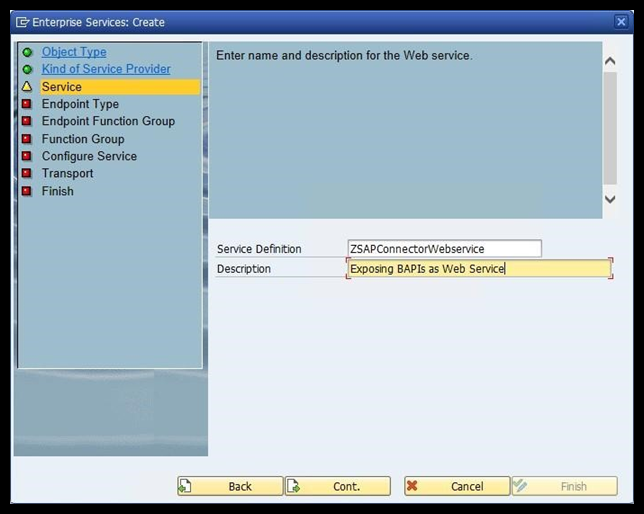 Enterprise Services: Create
Object Type
Kind of Service Provider
Service
Endpoint Type
Endpoint Function Group
Function Group
Configure Service
Transport
Finish
Enter name and description for the Web service.
Service Definition ZSAPConnectorWebservice
Description Exposing BAPIs as Web Service
Back Cont. Cancel Finish